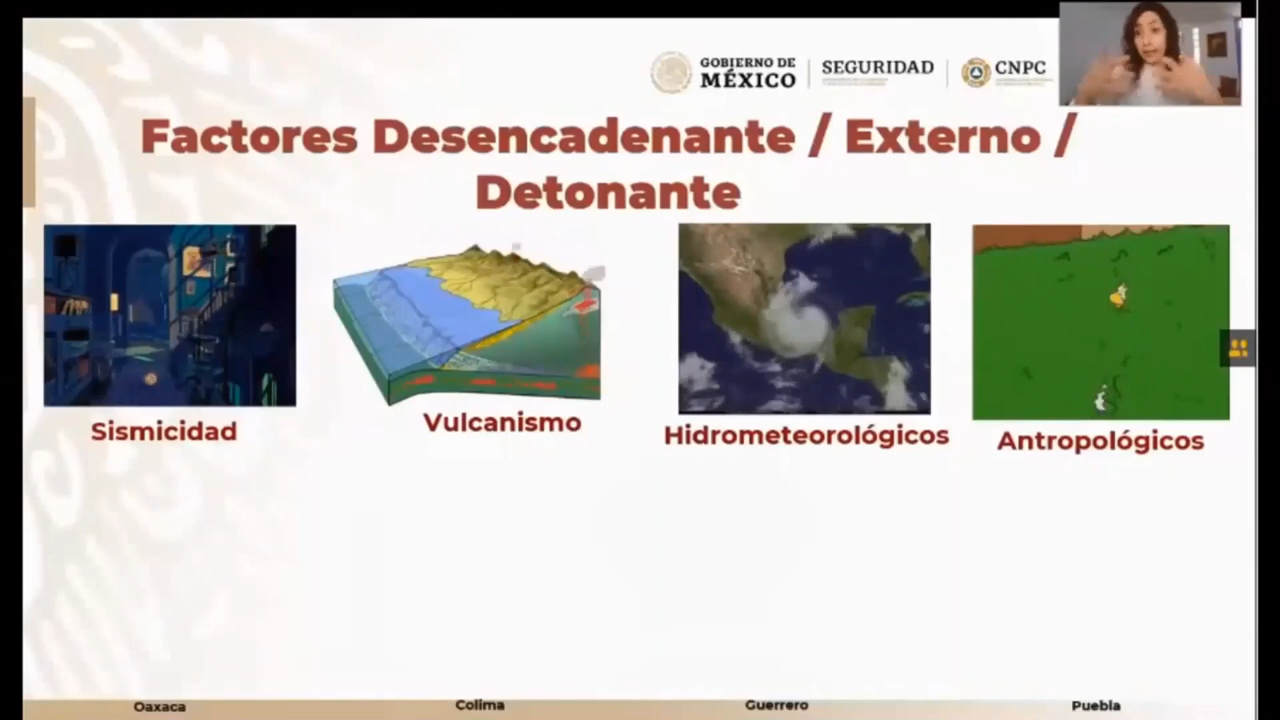 GOBIERNO DE
MÉXICO
SEGURIDAD
CNPC
Factores Desencadenante / Externo /
Detonante
Sismicidad
Vulcanismo
Hidrometeorológicos
Antropológicos
Oaxaca
Colima
Guerrero
Puebla